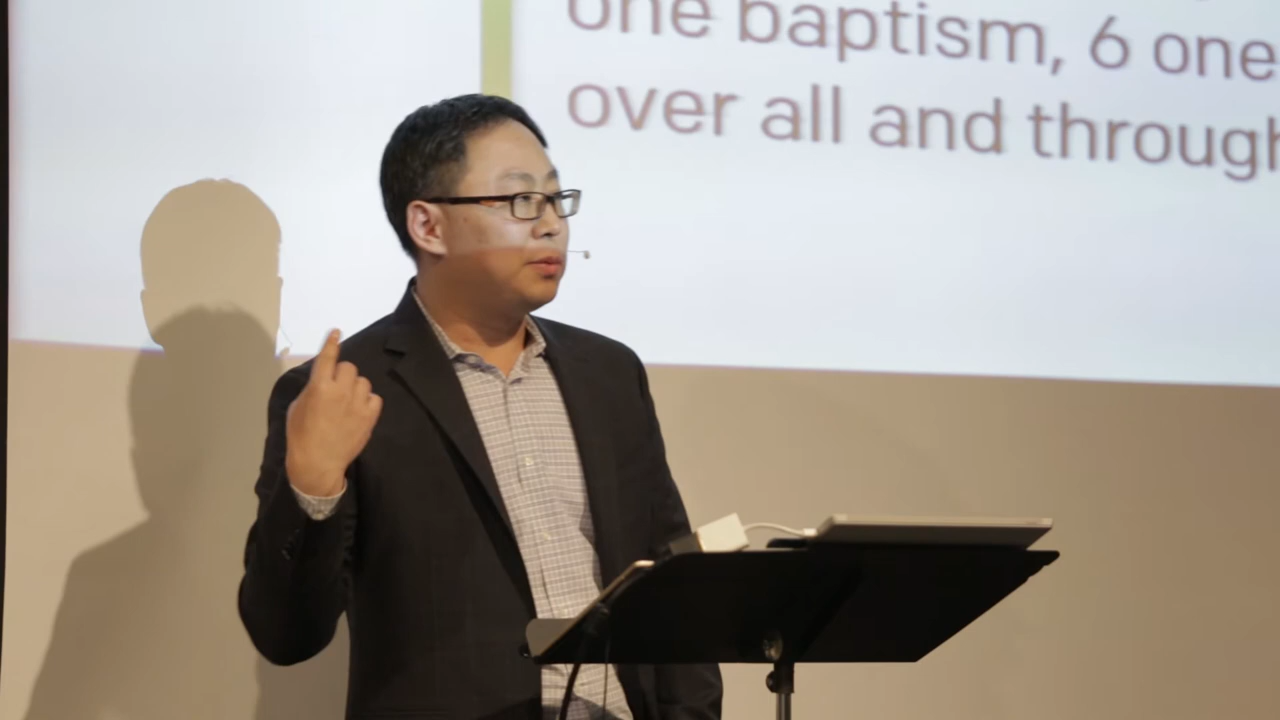 one baptism, 6 one
over all and through